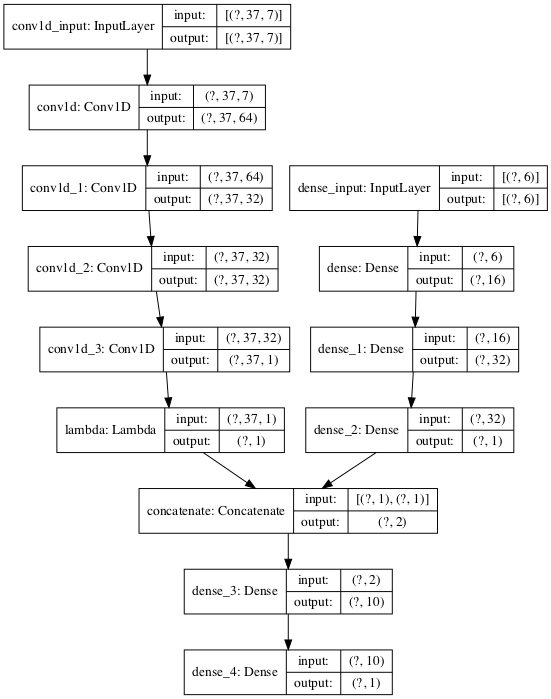 conv1d_input: InputLayer
input:
[(?, 37, 7)]
output:
[(?, 37, 7)]
conv1d: Conv1D
input:
(?, 37, 7)
output:
(?, 37, 64)
conv1d_1: Conv1D
input:
(?, 37, 64)
output:
(?, 37, 32)
dense_input: InputLayer
input:
[(?, 6)]
output:
[(?, 6)]
conv1d_2: Conv1D
input:
(?, 37, 32)
output:
(?, 37, 32)
dense: Dense
input:
(?, 6)
output:
(?, 16)
conv1d_3: Conv1D
input:
(?, 37, 32)
output:
(?, 37, 1)
dense_1: Dense
input:
(?, 16)
output:
(?, 32)
lambda: Lambda
input:
(?, 37, 1)
output:
(?, 1)
dense_2: Dense
input:
(?, 32)
output:
(?, 1)
concatenate: Concatenate
input:
[(?, 1), (?, 1)]
output:
(?, 2)
dense_3: Dense
input:
(?, 2)
output:
(?, 10)
dense_4: Dense
input:
(?, 10)
output:
(?, 1)